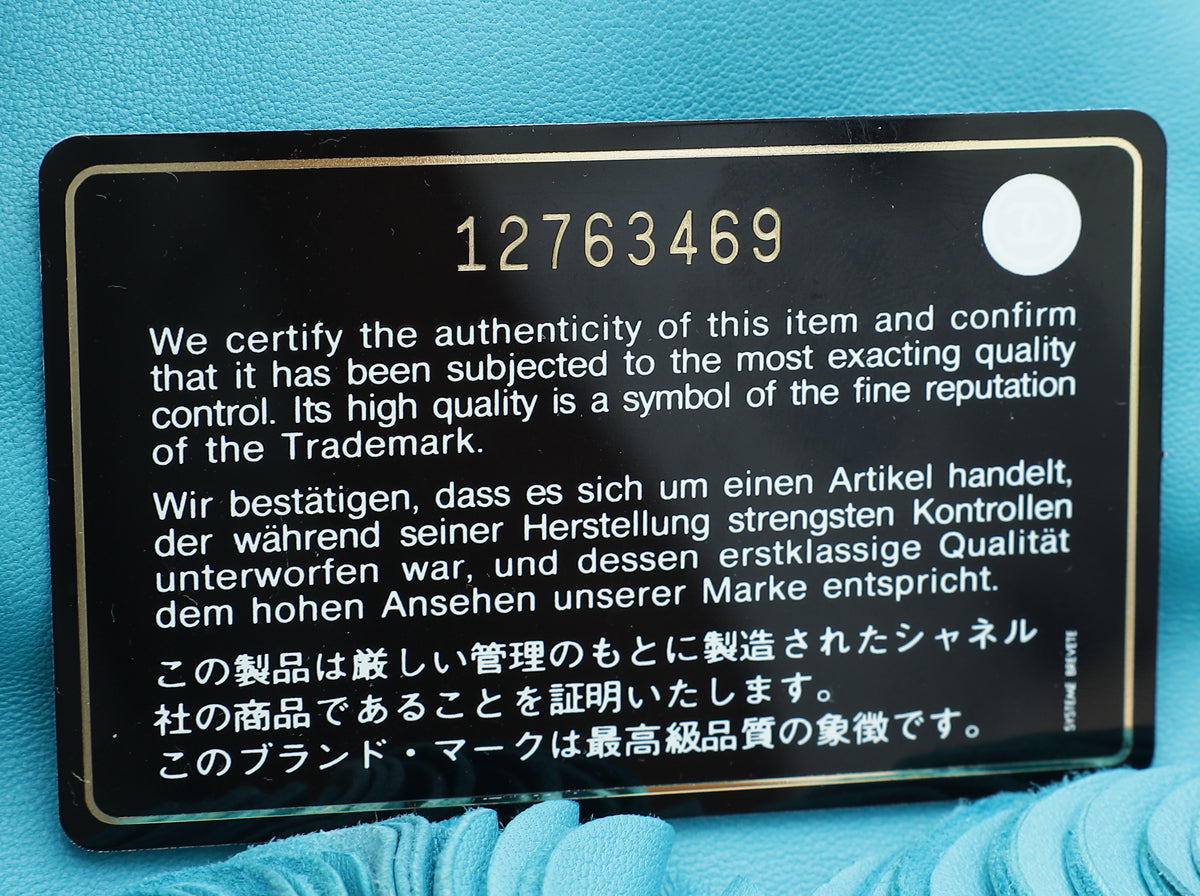 12763469
We certify the authenticity of this item and confirm
that it has been subjected to the most exacting quality
control. Its high quality is a symbol of the fine reputation
of the Trademark.
Wir bestätigen, dass es sich um einen Artikel handelt,
der während seiner Herstellung strengsten Kontrollen
unterworfen war, und dessen erstklassige Qualität
dem hohen Ansehen unserer Marke entspricht.
この製品は厳しい管理のもとに製造されたシャネル
社の商品であることを証明いたします。
このブランド・マークは最高級品質の象徴です。
SYSTEME BREVETE